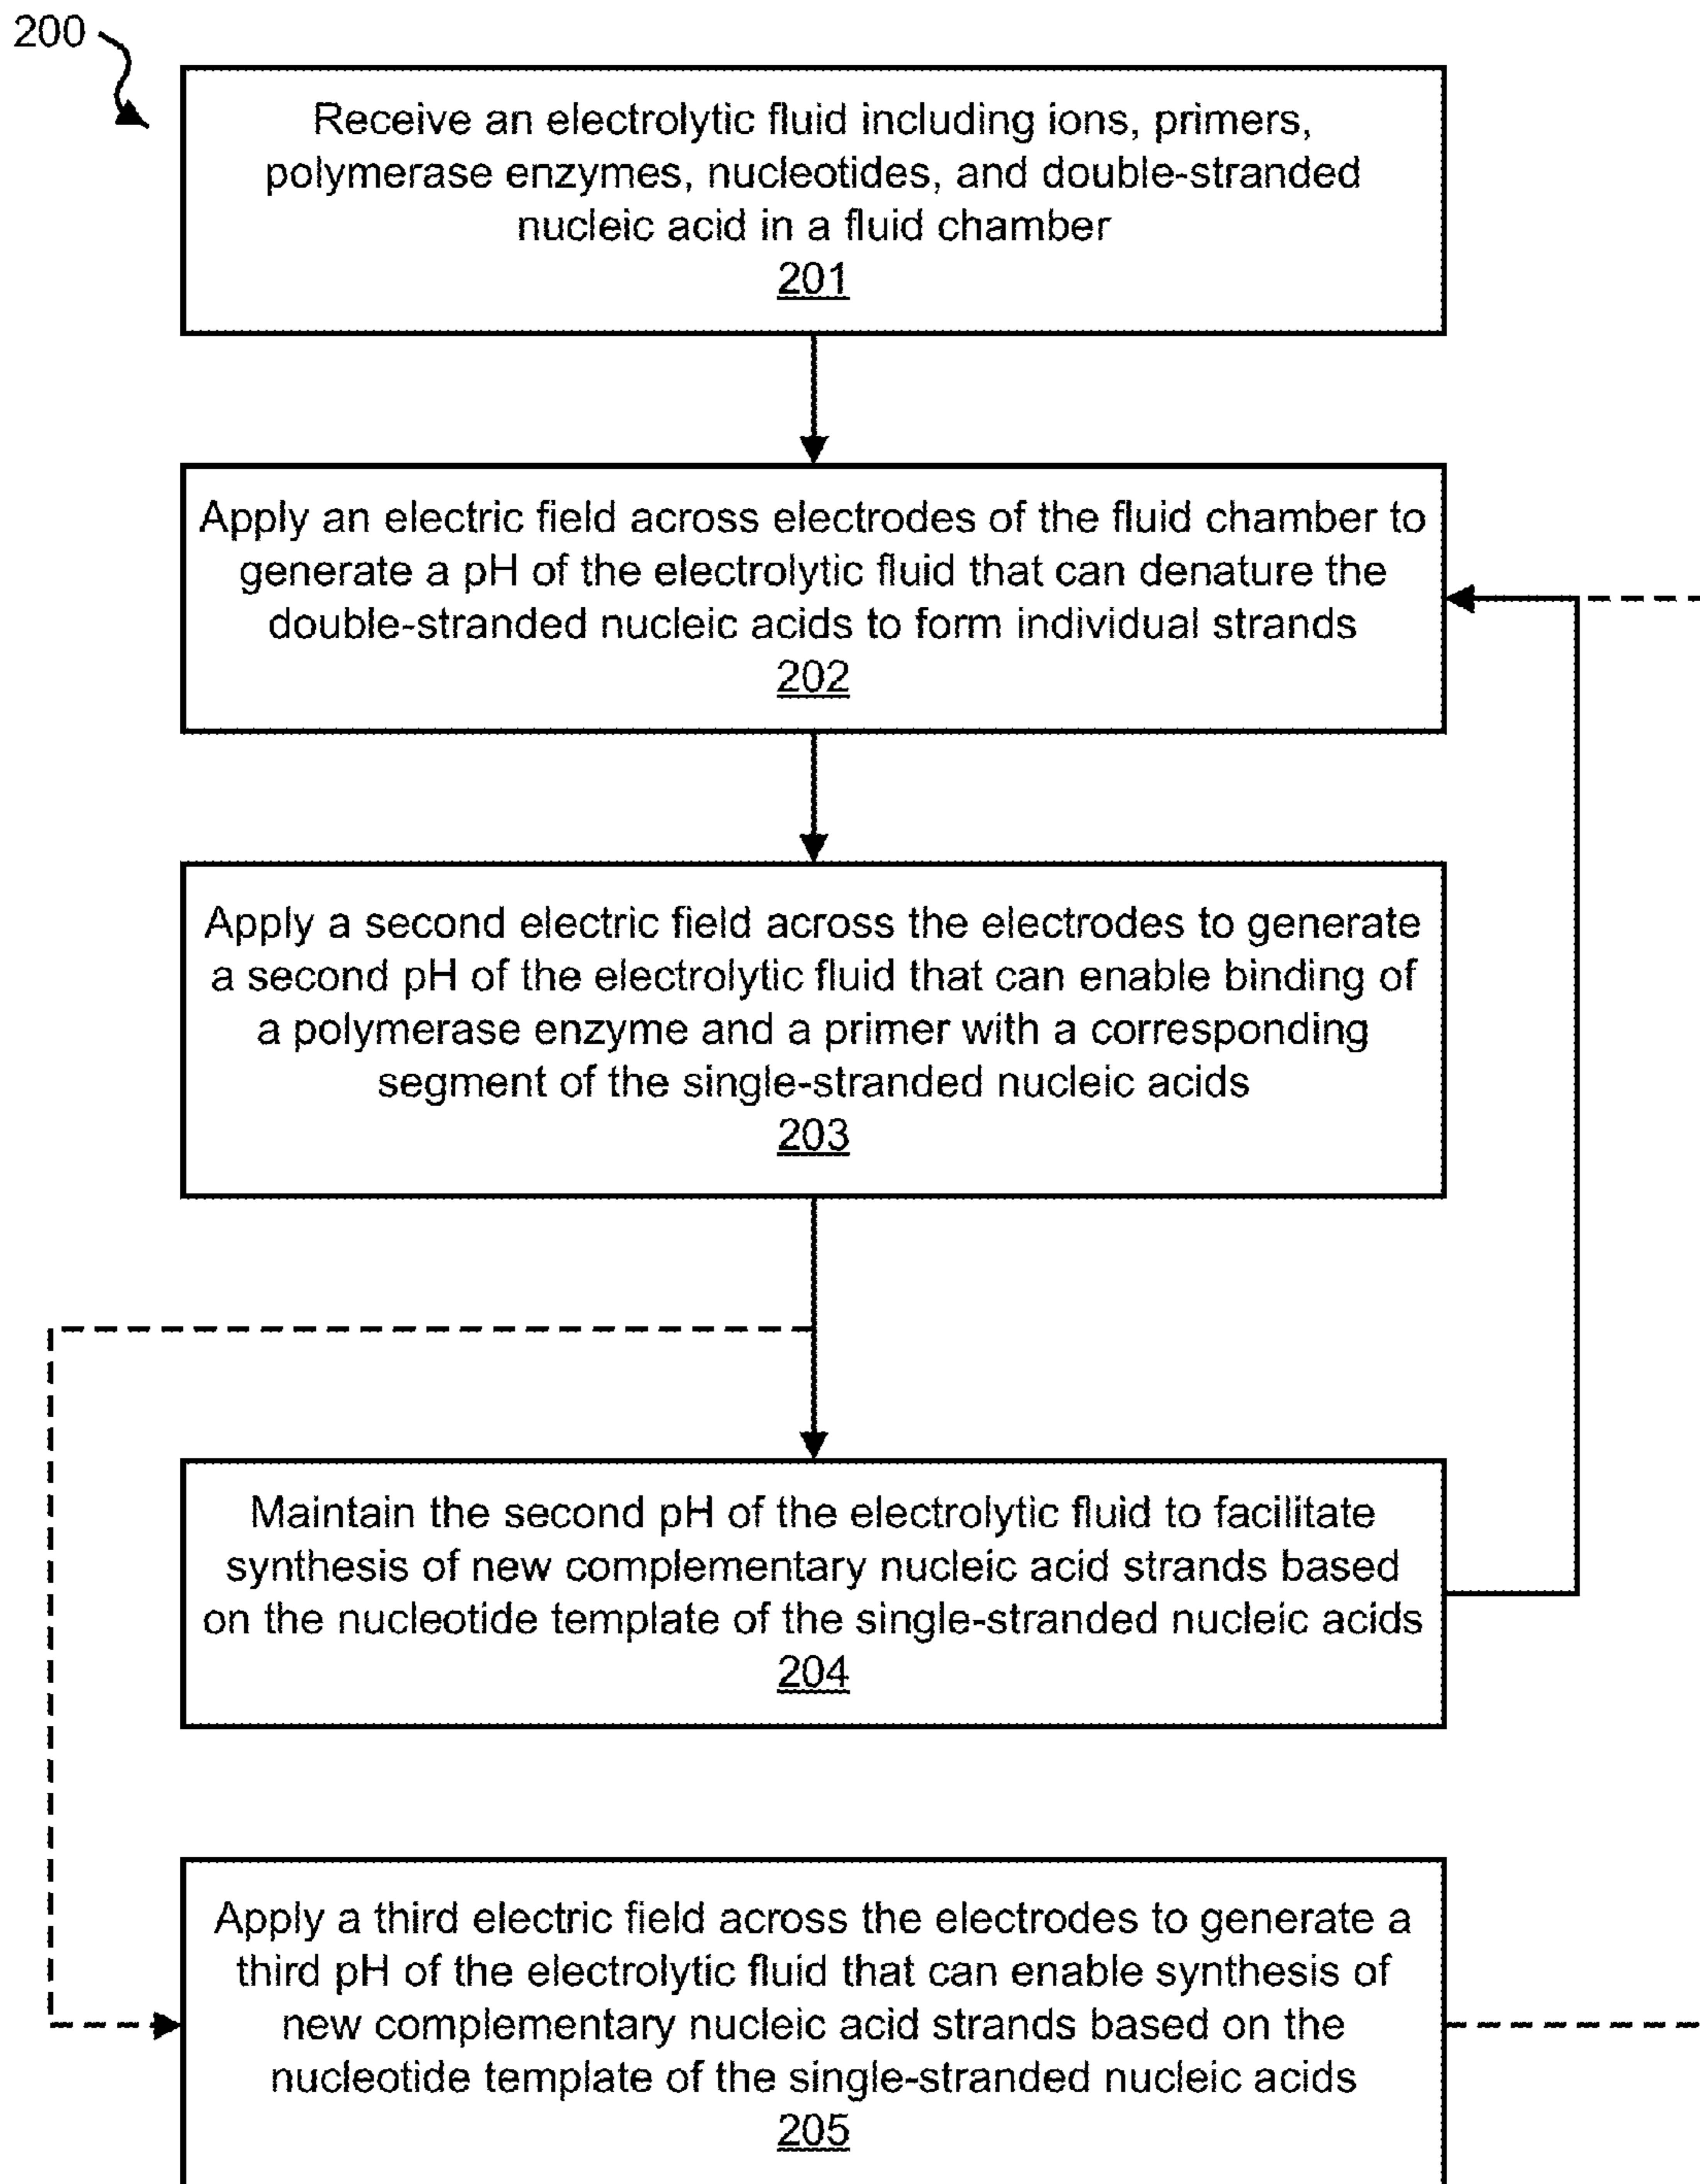 200
Receive an electrolytic fluid including ions, primers,
polymerase enzymes, nucleotides, and double-stranded
nucleic acid in a fluid chamber
201
Apply an electric field across electrodes of the fluid chamber to
generate a pH of the electrolytic fluid that can denature the
double-stranded nucleic acids to form individual strands
202
Apply a second electric field across the electrodes to generate
a second pH of the electrolytic fluid that can enable binding of
a polymerase enzyme and a primer with a corresponding
segment of the single-stranded nucleic acids
203
Maintain the second pH of the electrolytic fluid to facilitate
synthesis of new complementary nucleic acid strands based
on the nucleotide template of the single-stranded nucleic acids
204
Apply a third electric field across the electrodes to generate a
third pH of the electrolytic fluid that can enable synthesis of
new complementary nucleic acid strands based on the
nucleotide template of the single-stranded nucleic acids
205